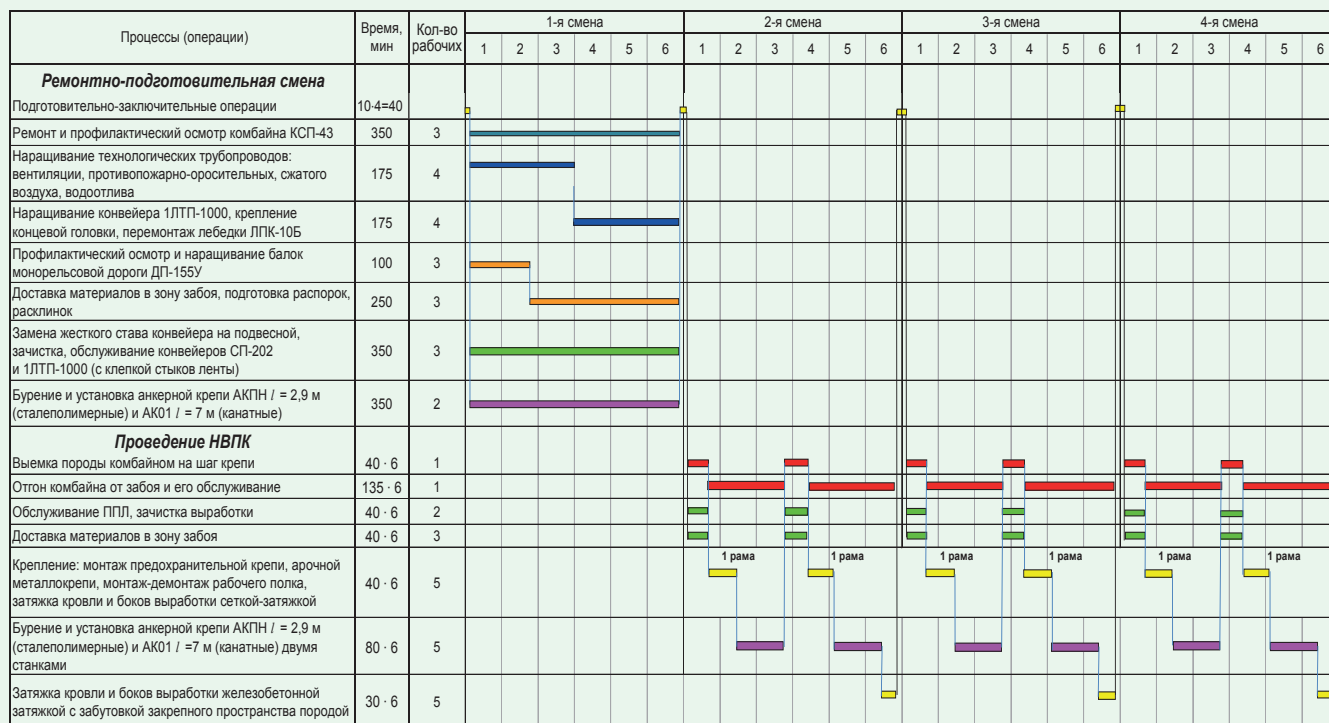 Процессы (операции)
Время, мин
Кол-во рабочих
1-я смена
2-я смена
3-я смена
4-я смена
1 2 3 4 5 6 1 2 3 4 5 6 1 2 3 4 5 6 1 2 3 4 5 6
Ремонтно-подготовительная смена
Подготовительно-заключительные операции 10·4=40
Ремонт и профилактический осмотр комбайна КСП-43 350 3
Наращивание технологических трубопроводов:
вентиляции, противопожарно-оросительных, сжатого 175 4
воздуха, водоотлива
Наращивание конвейера 1ЛТП-1000, крепление 175 4
концевой головки, перемонтаж лебедки ЛПК-10Б
Профилактический осмотр и наращивание балок 100 3
монорельсовой дороги ДП-155У
Доставка материалов в зону забоя, подготовка распорок, 250 3
расклинок
Замена жесткого става конвейера на подвесной,
зачистка, обслуживание конвейеров СП-202 350 3
и 1ЛТП-1000 (с клепкой стыков ленты)
Бурение и установка анкерной крепи АКПН l = 2,9 м 350 2
(сталеполимерные) и АК01 l = 7 м (канатные)
Проведение НВПК
Выемка породы комбайном на шаг крепи 40 · 6 1
Отгон комбайна от забоя и его обслуживание 135 · 6 1
Обслуживание ППЛ, зачистка выработки 40 · 6 2
Доставка материалов в зону забоя 40 · 6 3
1 рама 1 рама 1 рама 1 рама 1 рама 1 рама
Крепление: монтаж предохранительной крепи, арочной
металлокрепи, монтаж-демонтаж рабочего полка, 40 · 6 5
затяжка кровли и боков выработки сеткой-затяжкой
Бурение и установка анкерной крепи АКПН l = 2,9 м
(сталеполимерные) и АК01 l =7 м (канатные) двумя 80 · 6 5
станками
Затяжка кровли и боков выработки железобетонной 30 · 6 5
затяжкой с забутовкой закрепного пространства породой